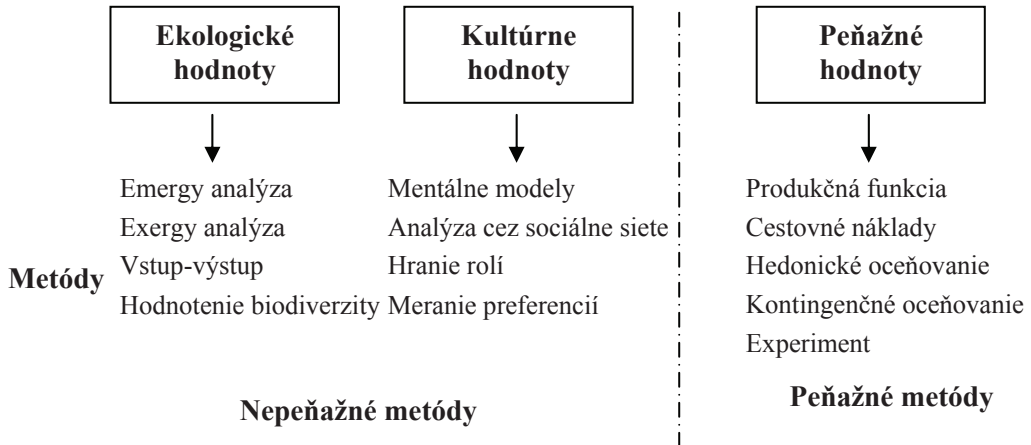 Ekologické
hodnoty
Kultúrne
hodnoty
Peňažné
hodnoty
Metódy
Emergy analýza
Exergy analýza
Vstup-výstup
Hodnotenie biodiverzity
Mentálne modely
Analýza cez sociálne siete
Hranie rolí
Meranie preferencií
Produkčná funkcia
Cestovné náklady
Hedonické oceňovanie
Kontingenčné oceňovanie
Experiment
Nepeňažné metódy
Peňažné metódy